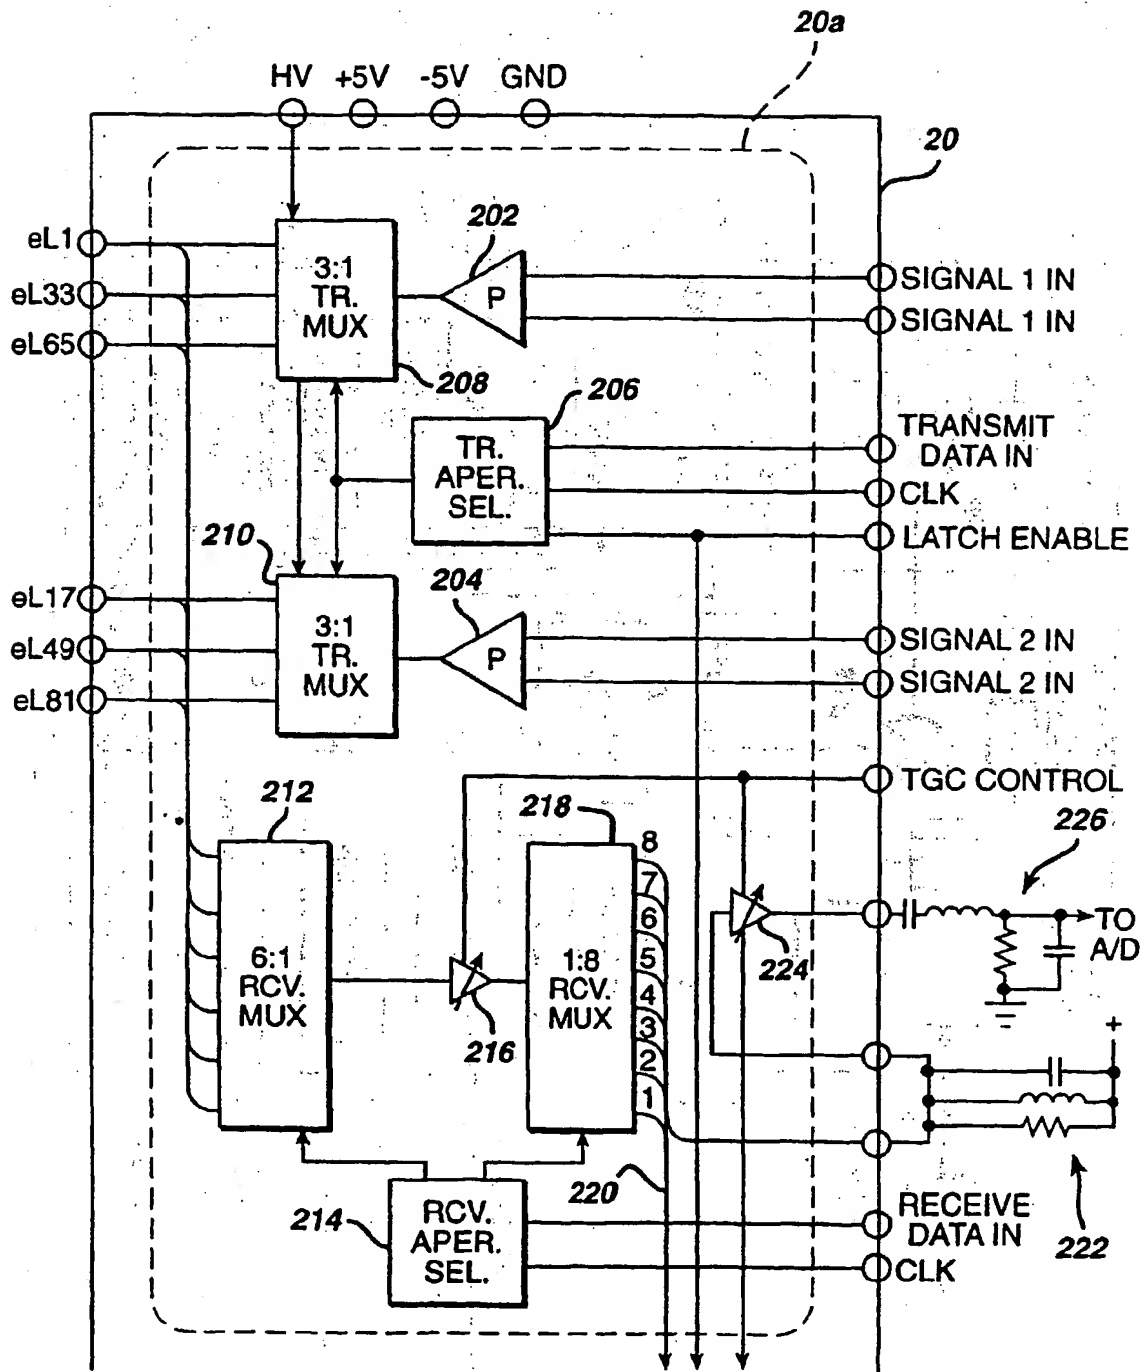 20a
HV +5V -5V GND
20
eL1
eL33
eL65
3:1
TR.
MUX
202
P
SIGNAL 1 IN
SIGNAL 1 IN
208
206
TR.
APER.
SEL.
TRANSMIT
DATA IN
CLK
LATCH ENABLE
210
eL17
eL49
eL81
3:1
TR.
MUX
204
P
SIGNAL 2 IN
SIGNAL 2 IN
TGC CONTROL
212
218
226
6:1
RCV.
MUX
216
1:8
RCV.
MUX
8
7
6
5
4
3
2
1
224
TO
A/D
+
220
222
214
RCV.
APER.
SEL.
RECEIVE
DATA IN
CLK